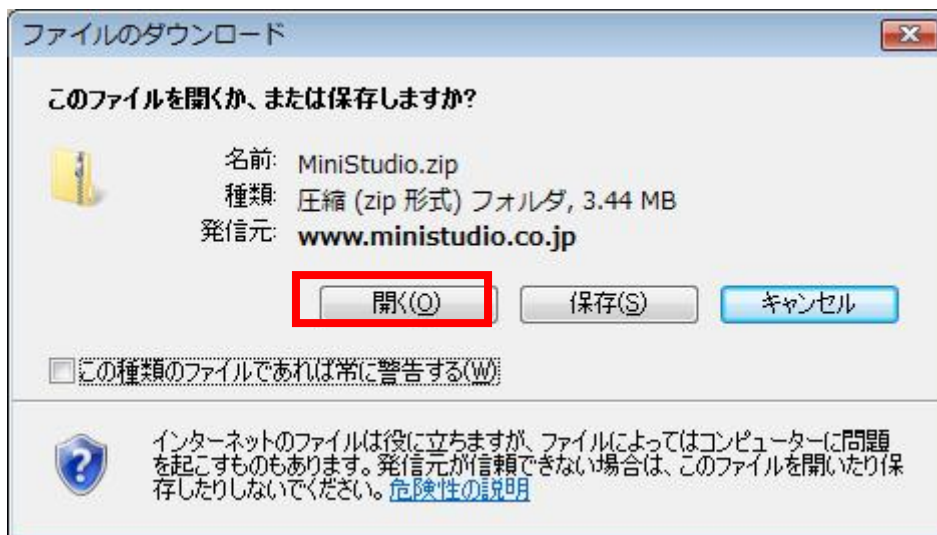 ファイルのダウンロード
このファイルを開くか、または保存しますか?
名前: MiniStudio.zip
種類: 圧縮 (zip 形式) フォルダ, 3.44 MB
発信元: www.ministudio.co.jp
開く(O) 保存(S) キャンセル
この種類のファイルであれば常に警告する(W)
インターネットのファイルは役に立ちますが、ファイルによってはコンピューターに問題
を起こすものもあります。発信元が信頼できない場合は、このファイルを開いたり保
存したりしないでください。危険性の説明